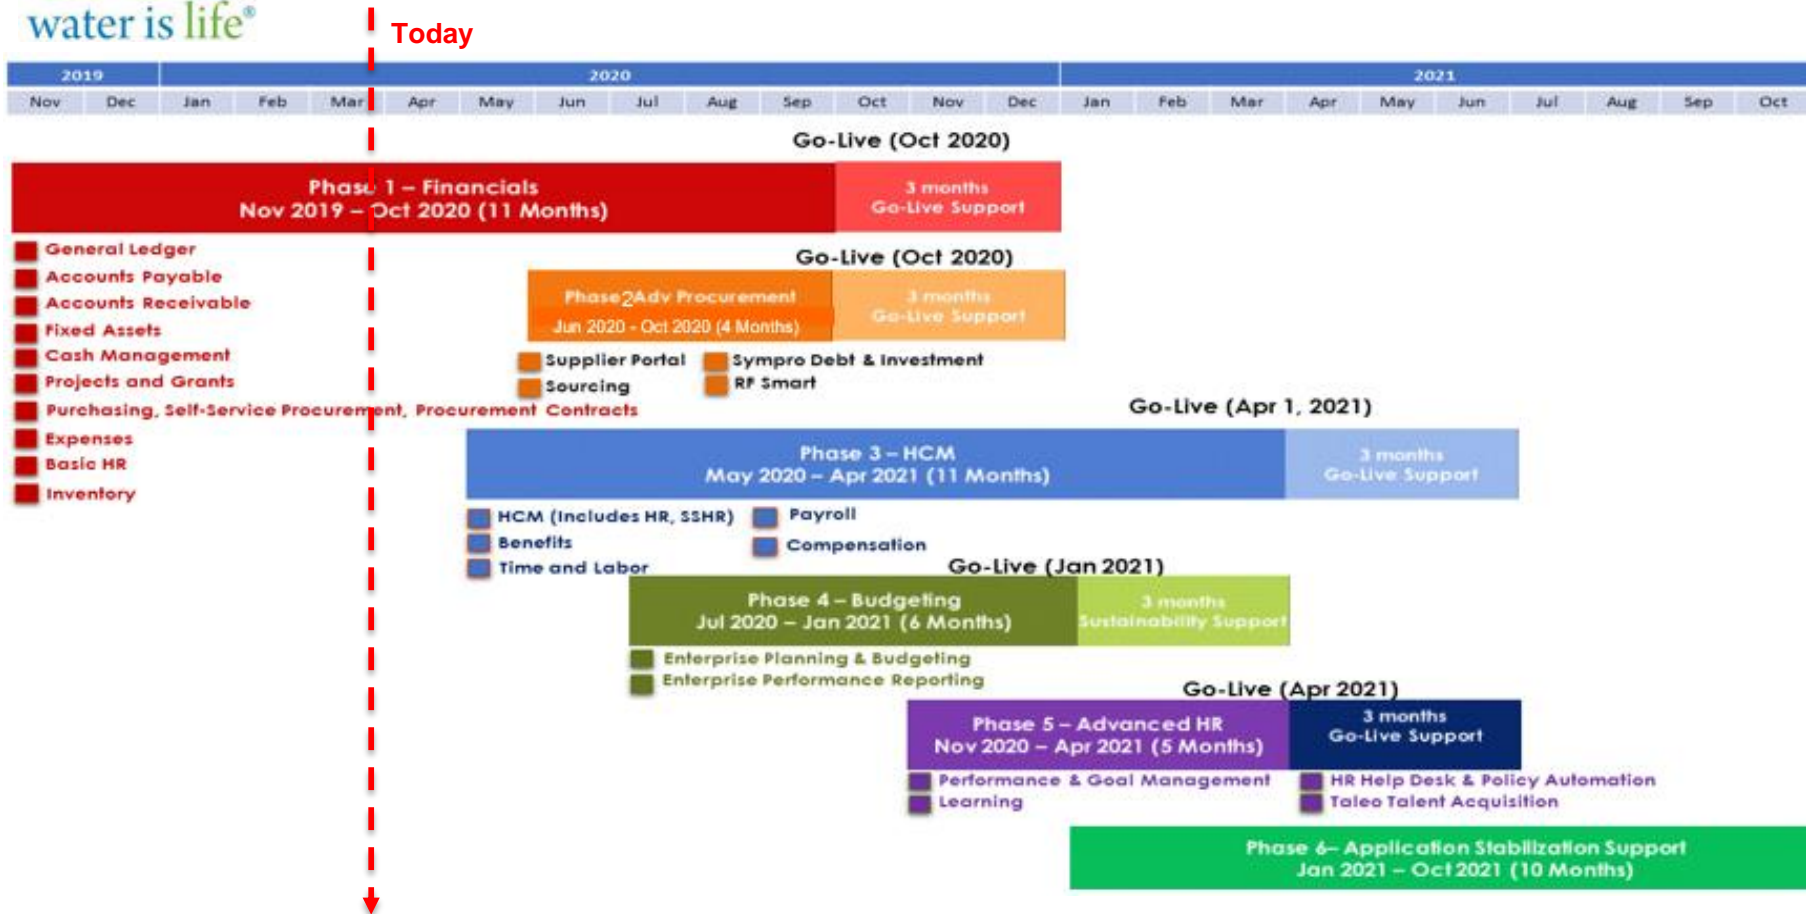 water is life®
Today
2019 2020 2021
Nov Dec Jan Feb Mar Apr May Jun Jul Aug Sep Oct Nov Dec Jan Feb Mar Apr May Jun Jul Aug Sep Oct
Go-Live (Oct 2020)
Phase 1 – Financials
Nov 2019 – Oct 2020 (11 Months)
3 months
Go-Live Support
General Ledger
Accounts Payable
Accounts Receivable
Fixed Assets
Cash Management
Projects and Grants
Purchasing, Self-Service Procurement, Procurement Contracts
Expenses
Basic HR
Inventory
Go-Live (Oct 2020)
Phase2Adv Procurement
Jun 2020 - Oct 2020 (4 Months)
3 months
Go-Live Support
Supplier Portal
Sourcing
Sympro Debt & Investment
RF Smart
Go-Live (Apr 1, 2021)
Phase 3 – HCM
May 2020 – Apr 2021 (11 Months)
3 months
Go-Live Support
HCM (Includes HR, SSHR)
Benefits
Time and Labor
Payroll
Compensation
Go-Live (Jan 2021)
Phase 4 – Budgeting
Jul 2020 – Jan 2021 (6 Months)
3 months
Sustainability Support
Enterprise Planning & Budgeting
Enterprise Performance Reporting
Go-Live (Apr 2021)
Phase 5 – Advanced HR
Nov 2020 – Apr 2021 (5 Months)
3 months
Go-Live Support
Performance & Goal Management
Learning
HR Help Desk & Policy Automation
Taleo Talent Acquisition
Phase 6– Application Stabilization Support
Jan 2021 – Oct 2021 (10 Months)